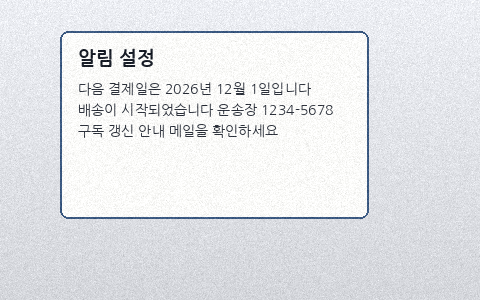 알림 설정
다음 결제일은 2026년 12월 1일입니다
배송이 시작되었습니다 운송장 1234-5678
구독 갱신 안내 메일을 확인하세요